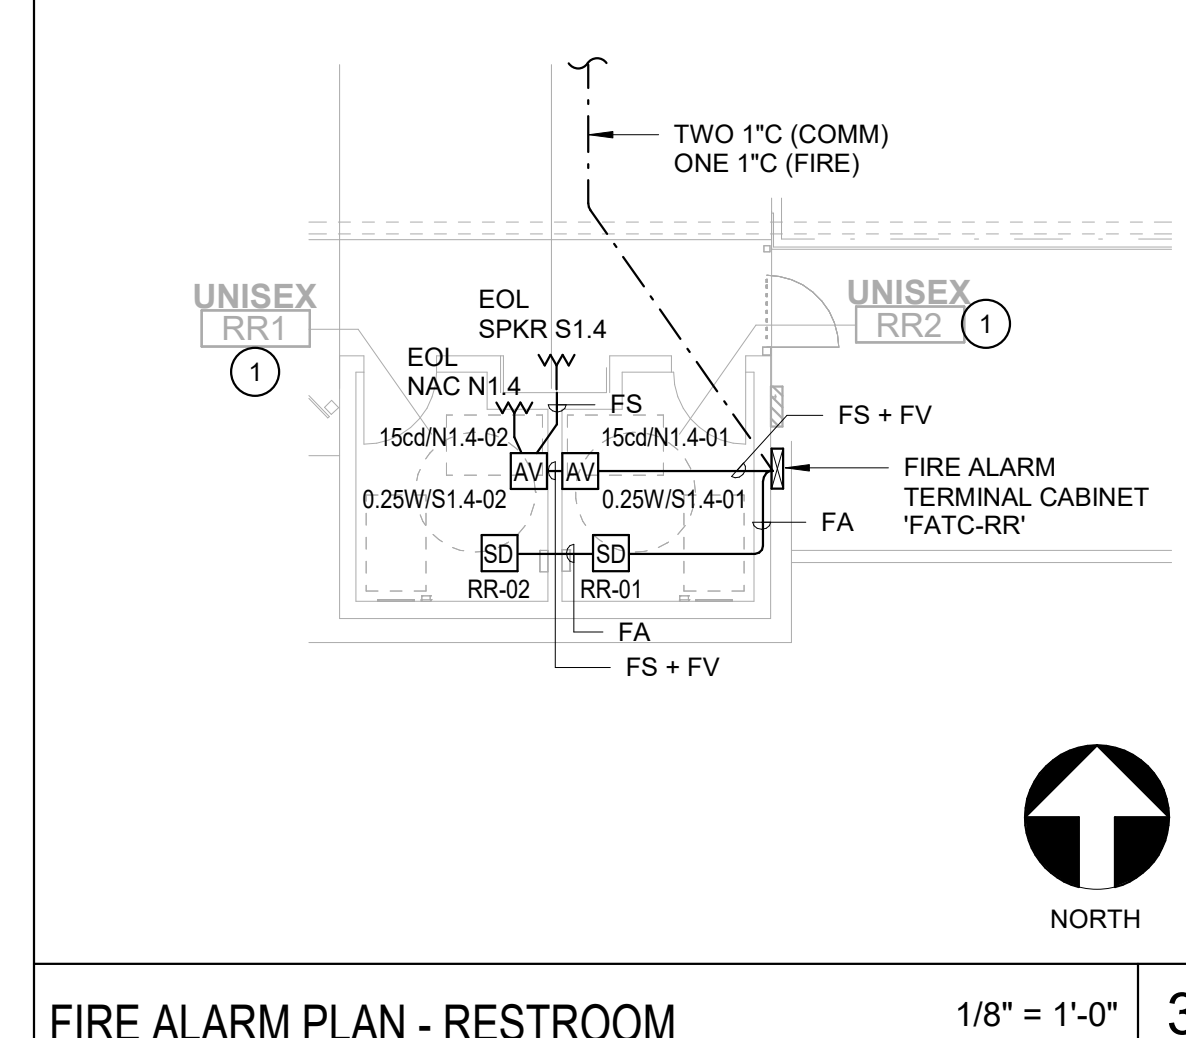 TWO 1"C (COMM)
ONE 1"C (FIRE)
UNISEX
RR1
1
EOL
SPKR S1.4
UNISEX
RR2
1
EOL
NAC N1.4
FS
FS + FV
15cd/N1.4-02
15cd/N1.4-01
AV
AV
FIRE ALARM
TERMINAL CABINET
'FATC-RR'
0.25W/S1.4-02
0.25W/S1.4-01
FA
SD
SD
RR-02
RR-01
FA
FS + FV
NORTH
FIRE ALARM PLAN - RESTROOM
1/8" = 1'-0"
3